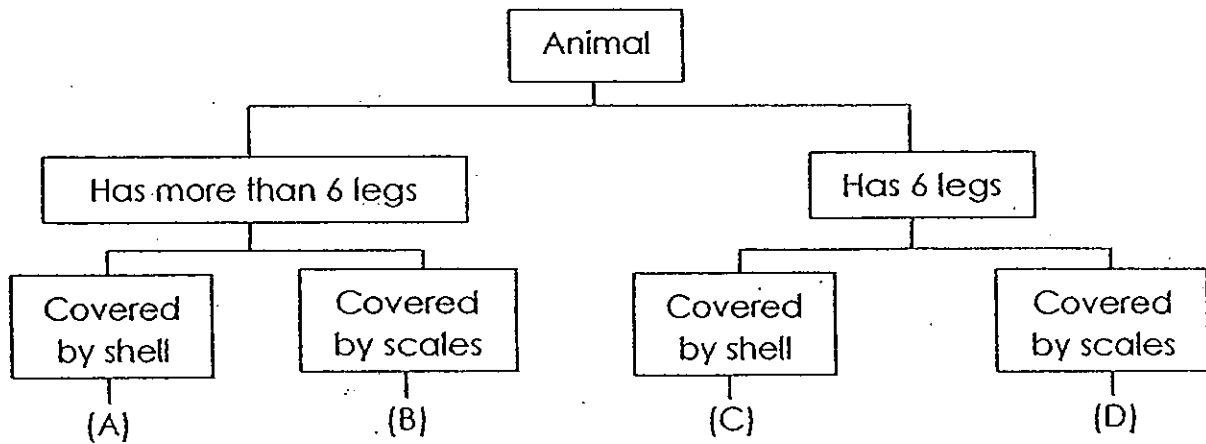 Animal
Has more than 6 legs
Has 6 legs
Covered
by shell
Covered
by scales
Covered
by shell
Covered
by scales
(A)
(B)
(C)
(D)